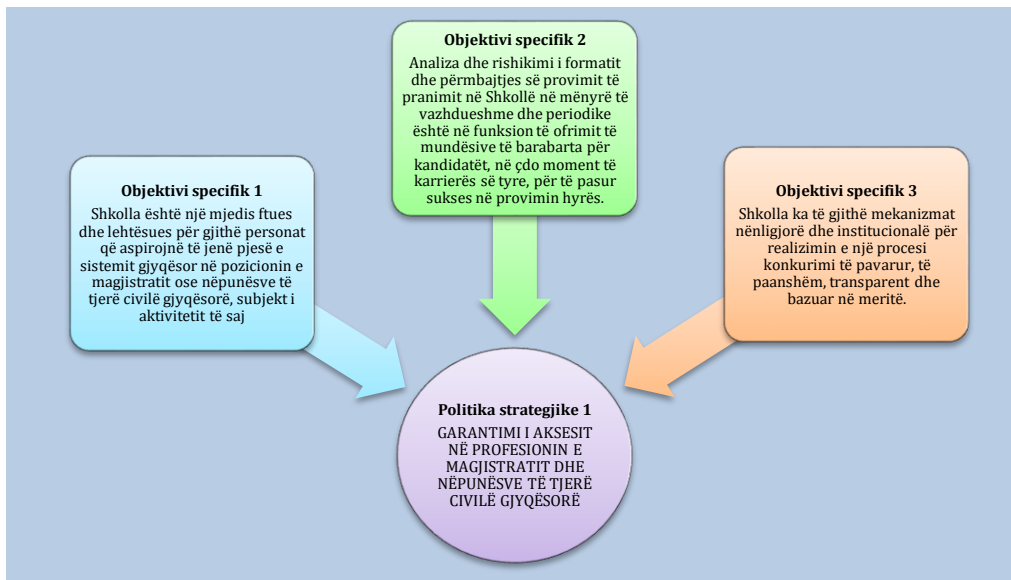 Objektivi specifik 1
Shkolla është një mjedis ftues
dhe lehtësues për gjithë personat
që aspirojnë të jenë pjesë e
sistemit gjyqësor në pozicionin e
magjistratit ose nëpunësve të
tjerë civilë gjyqësorë, subjekt i
aktivitetit të saj
Objektivi specifik 2
Analiza dhe rishikimi i formatit
dhe përmbajtjes së provimit të
pranimit në Shkollë në mënyrë të
vazhdueshme dhe periodike
është në funksion të ofrimit të
mundësive të barabarta për
kandidatët, në çdo moment të
karrierës së tyre, për të pasur
sukses në provimin hyrës.
Objektivi specifik 3
Shkolla ka të gjithë mekanizmat
nënligjorë dhe institucionalë për
realizimin e një procesi
konkurimi të pavarur, të
paanshëm, transparent dhe
bazuar në meritë.
Politika strategjike 1
GARANTIMI I AKSESIT
NË PROFESIONIN E
MAGJISTRATIT DHE
NËPUNËSVE TË TJERË
CIVILË GJYQËSORË